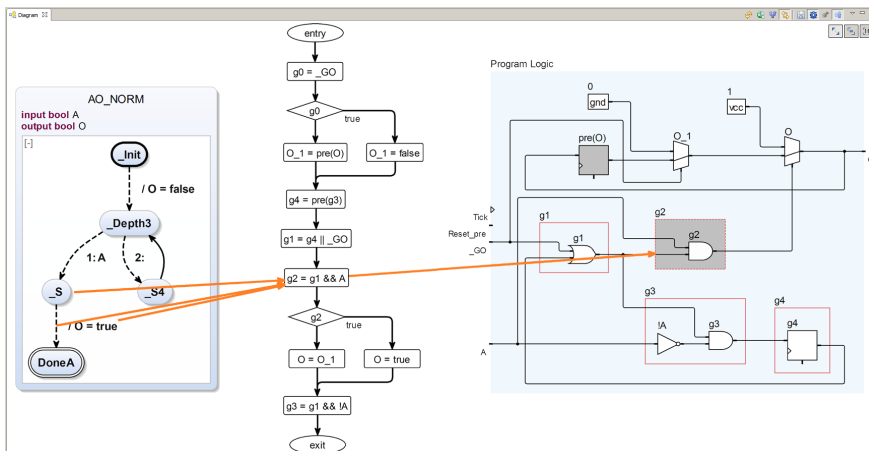 Diagram
AO_NORM
input bool A
output bool O
[-]
_Init
/ O = false
_Depth3
1: A
2:
_S
_S4
/ O = true
DoneA
entry
g0 = _GO
g0
true
O_1 = pre(O)
O_1 = false
g4 = pre(g3)
g1 = g4 || _GO
g2 = g1 && A
g2
true
O = O_1
O = true
g3 = g1 && !A
exit
Program Logic
0
gnd
1
vcc
pre(O)
O_1
O
Tick
Reset_pre
_GO
A
g1
g1
g2
g2
g3
!A
g3
g4
g4